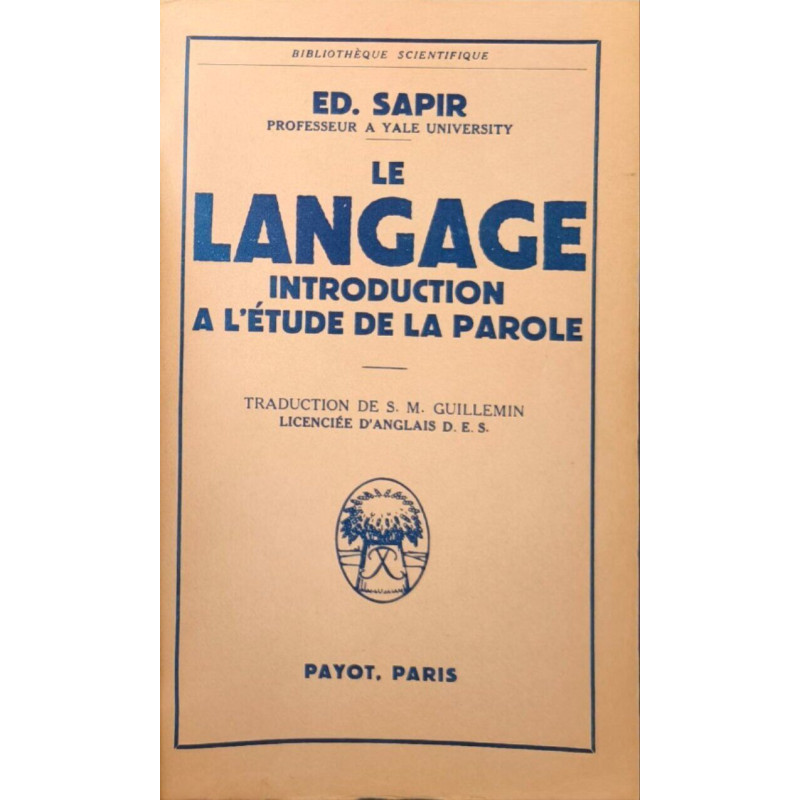 BIBLIOTHÈQUE SCIENTIFIQUE
ED. SAPIR
PROFESSEUR A YALE UNIVERSITY
LE
LANGAGE
INTRODUCTION
A L'ÉTUDE DE LA PAROLE
TRADUCTION DE S. M. GUILLEMIN
LICENCIÉE D'ANGLAIS D. E. S.
PAYOT, PARIS